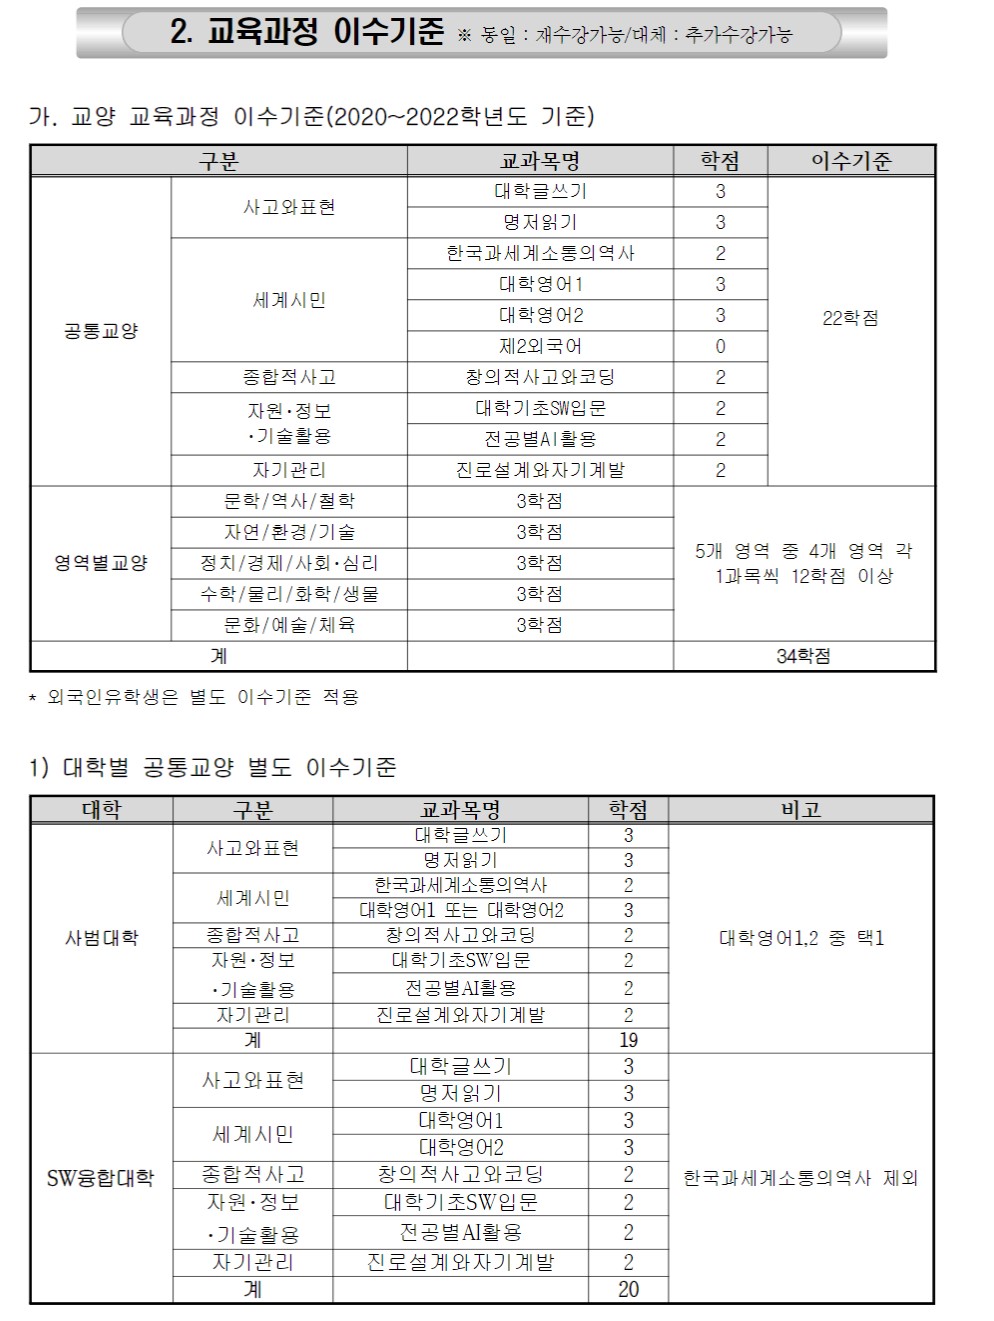 2. 교육과정 이수기준 ※ 동일 : 재수강가능/대체 : 추가수강가능
가. 교양 교육과정 이수기준(2020~2022학년도 기준)
구분 교과목명 학점 이수기준
공통교양 사고와표현 대학글쓰기 3 22학점
명저읽기 3
세계시민 한국과세계소통의역사 2
대학영어1 3
대학영어2 3
제2외국어 0
종합적사고 창의적사고와코딩 2
자원·정보 대학기초SW입문 2
·기술활용 전공별AI활용 2
자기관리 진로설계와자기계발 2
영역별교양 문학/역사/철학 3학점 5개 영역 중 4개 영역 각
1과목씩 12학점 이상
자연/환경/기술 3학점
정치/경제/사회·심리 3학점
수학/물리/화학/생물 3학점
문화/예술/체육 3학점
계 34학점
* 외국인유학생은 별도 이수기준 적용
1) 대학별 공통교양 별도 이수기준
대학 구분 교과목명 학점 비고
사범대학 사고와표현 대학글쓰기 3 대학영어1,2 중 택1
명저읽기 3
세계시민 한국과세계소통의역사 2
대학영어1 또는 대학영어2 3
종합적사고 창의적사고와코딩 2
자원·정보 대학기초SW입문 2
·기술활용 전공별AI활용 2
자기관리 진로설계와자기계발 2
계 19
SW융합대학 사고와표현 대학글쓰기 3 한국과세계소통의역사 제외
명저읽기 3
세계시민 대학영어1 3
대학영어2 3
종합적사고 창의적사고와코딩 2
자원·정보 대학기초SW입문 2
·기술활용 전공별AI활용 2
자기관리 진로설계와자기계발 2
계 20